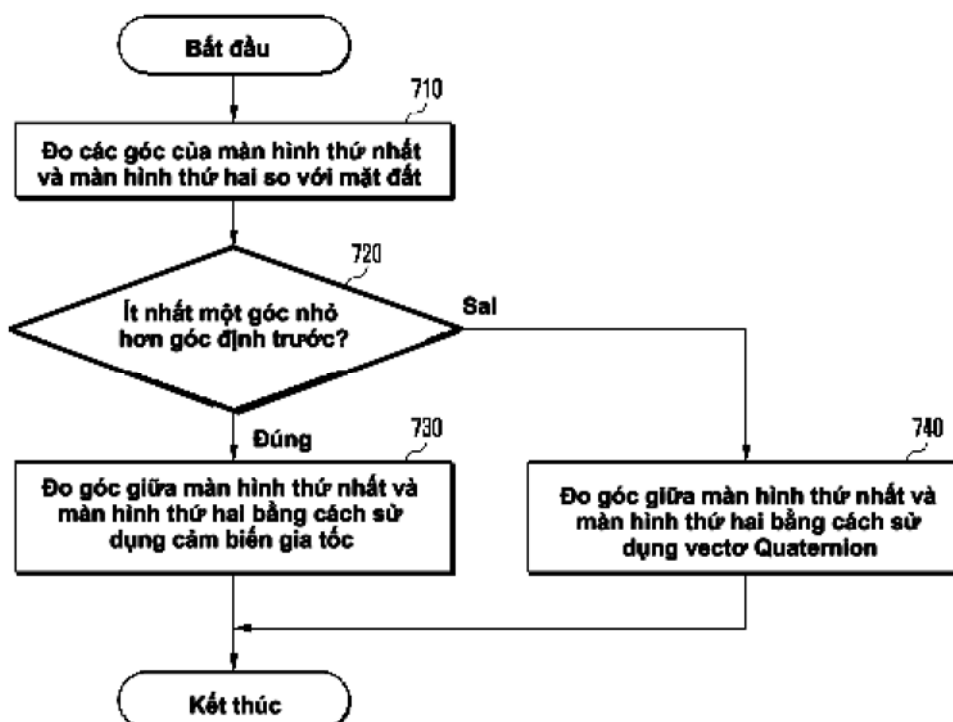 Bắt đầu
710
Đo các góc của màn hình thứ nhất
và màn hình thứ hai so với mặt đất
720
Ít nhất một góc nhỏ
hơn góc định trước?
Sai
Đúng
730
Đo góc giữa màn hình thứ nhất và
màn hình thứ hai bằng cách sử
dụng cảm biến gia tốc
740
Đo góc giữa màn hình thứ nhất và
màn hình thứ hai bằng cách sử
dụng vectơ Quaternion
Kết thúc